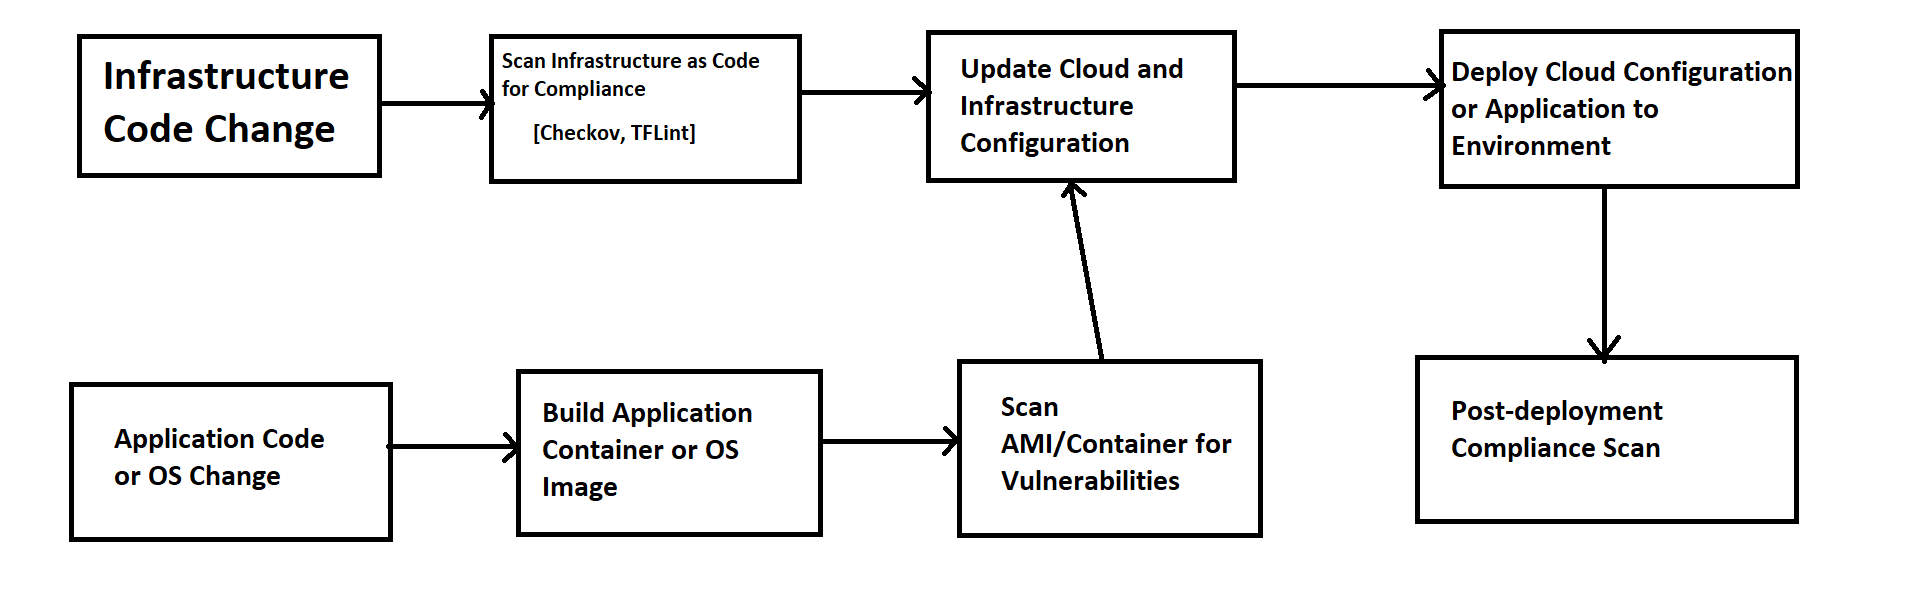 Infrastructure
Code Change
Scan Infrastructure as Code
for Compliance
[Checkov, TFLint]
Update Cloud and
Infrastructure
Configuration
Deploy Cloud Configuration
or Application to
Environment
Application Code
or OS Change
Build Application
Container or OS
Image
Scan
AMI/Container for
Vulnerabilities
Post-deployment
Compliance Scan